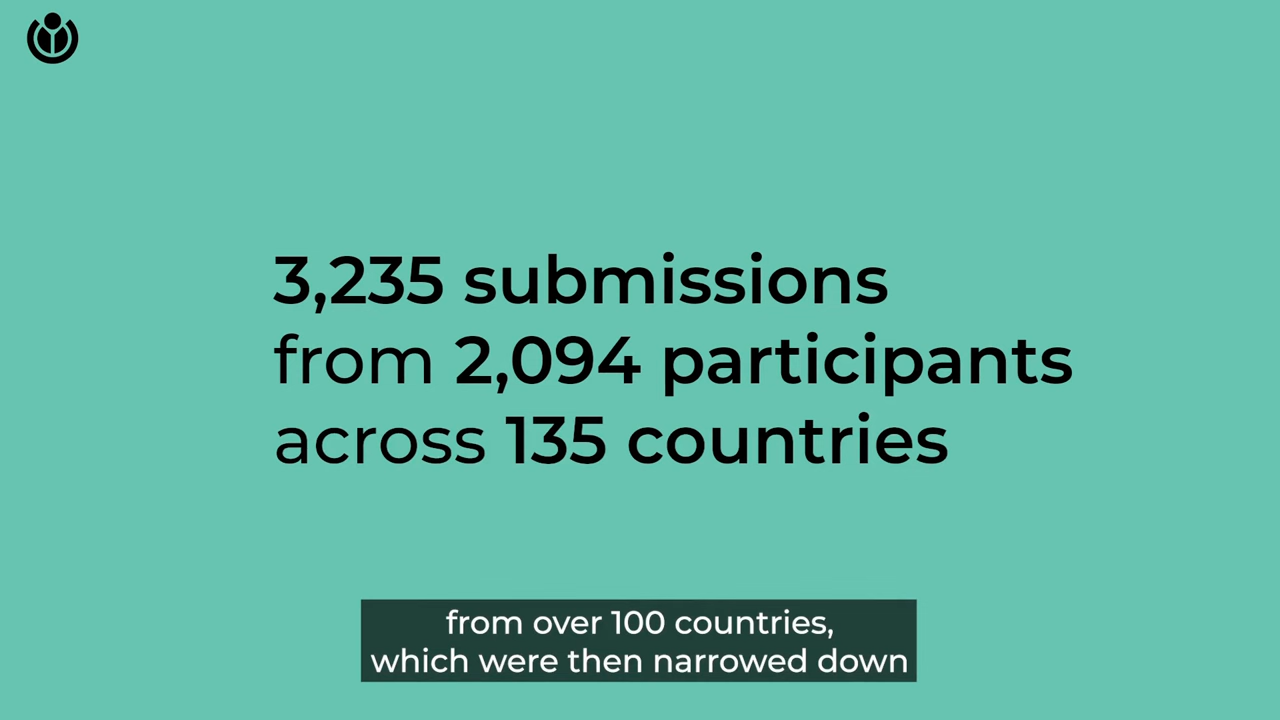 3,235 submissions
from 2,094 participants
across 135 countries
from over 100 countries,
which were then narrowed down